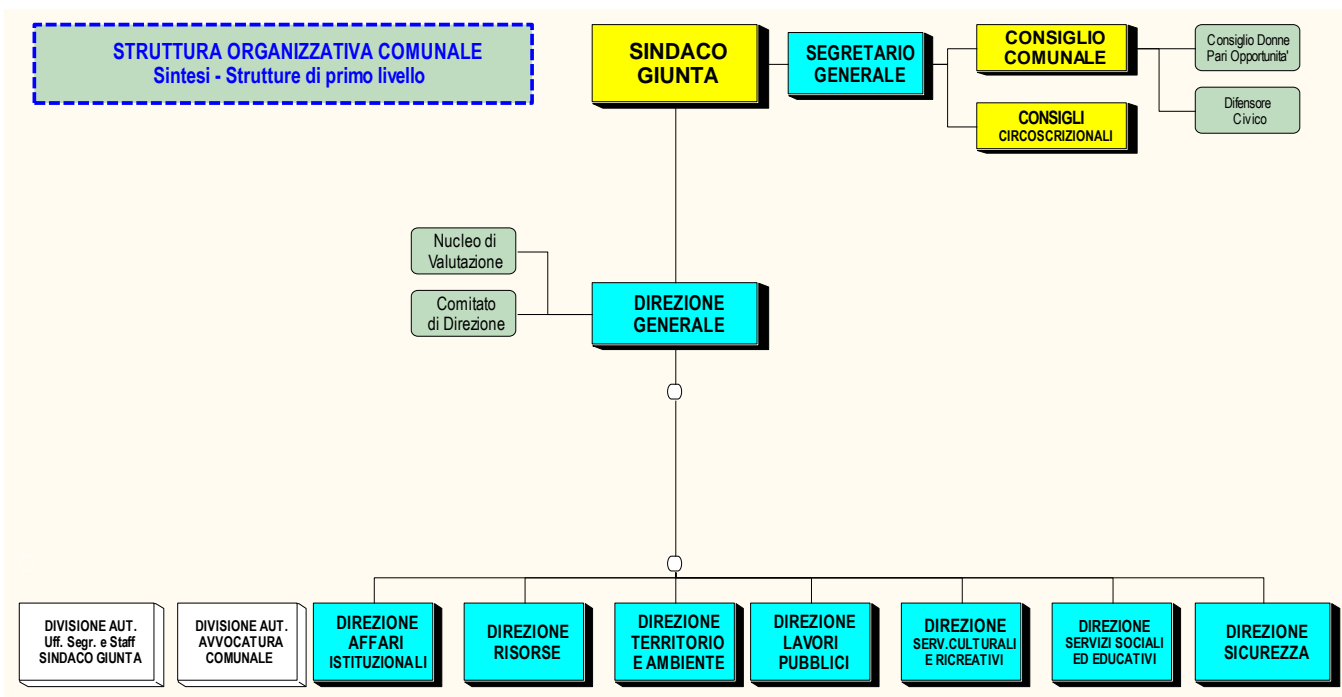 STRUTTURA ORGANIZZATIVA COMUNALE
Sintesi - Strutture di primo livello
SINDACO
GIUNTA
SEGRETARIO
GENERALE
CONSIGLIO
COMUNALE
Consiglio Donne
Pari Opportunita'
Difensore
Civico
CONSIGLI
CIRCOSCRIZIONALI
Nucleo di
Valutazione
Comitato
di Direzione
DIREZIONE
GENERALE
DIVISIONE AUT.
Uff. Segr. e Staff
SINDACO GIUNTA
DIVISIONE AUT.
AVVOCATURA
COMUNALE
DIREZIONE
AFFARI
ISTITUZIONALI
DIREZIONE
RISORSE
DIREZIONE
TERRITORIO
E AMBIENTE
DIREZIONE
LAVORI
PUBBLICI
DIREZIONE
SERV.CULTURALI
E RICREATIVI
DIREZIONE
SERVIZI SOCIALI
ED EDUCATIVI
DIREZIONE
SICUREZZA